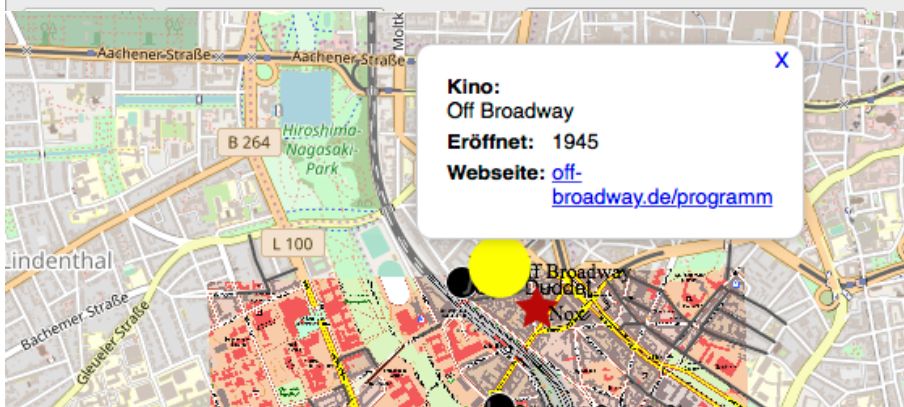 Aachener Straße
Aachener Straße
Moltk
X
Kino:
Off Broadway
Eröffnet: 1945
Webseite: off-
broadway.de/programm
B 264
Hiroshima-
Nagasaki-
Park
L 100
Lindenthal
ff Broadway
Duddel
Nox
Bachemer Straße
Gleueler Straße